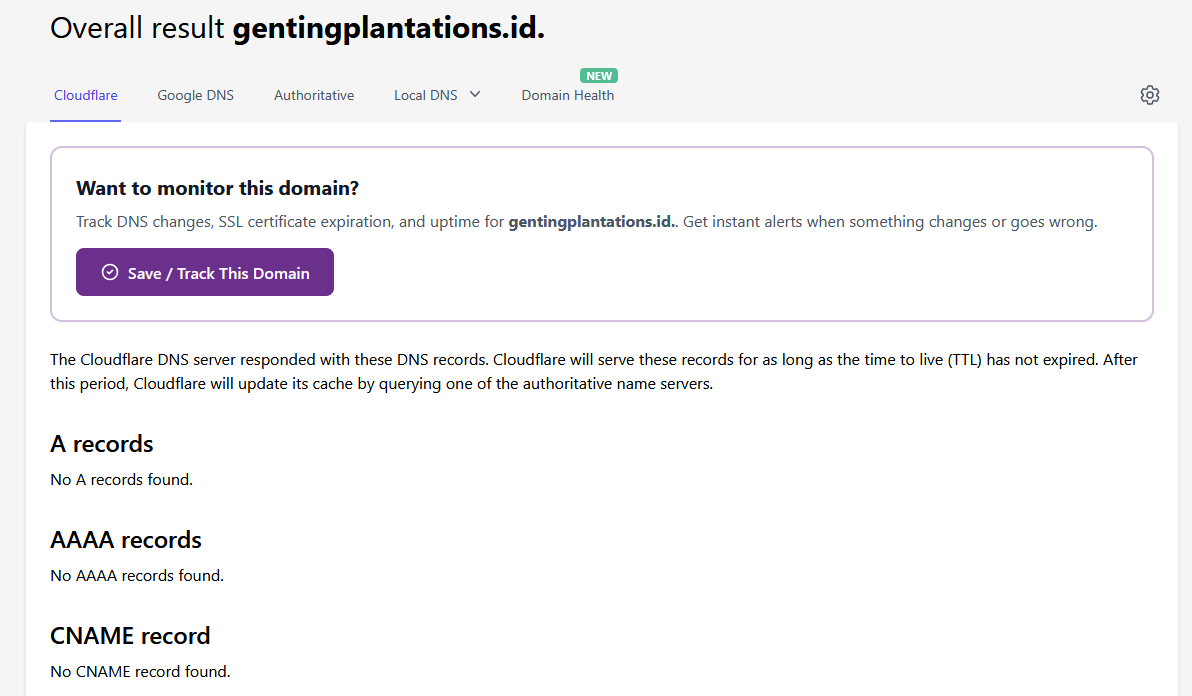 Overall result gentingplantations.id.
NEW
Cloudflare Google DNS Authoritative Local DNS Domain Health
Want to monitor this domain?
Track DNS changes, SSL certificate expiration, and uptime for gentingplantations.id.. Get instant alerts when something changes or goes wrong.
Save / Track This Domain
The Cloudflare DNS server responded with these DNS records. Cloudflare will serve these records for as long as the time to live (TTL) has not expired. After
this period, Cloudflare will update its cache by querying one of the authoritative name servers.
A records
No A records found.
AAAA records
No AAAA records found.
CNAME record
No CNAME record found.